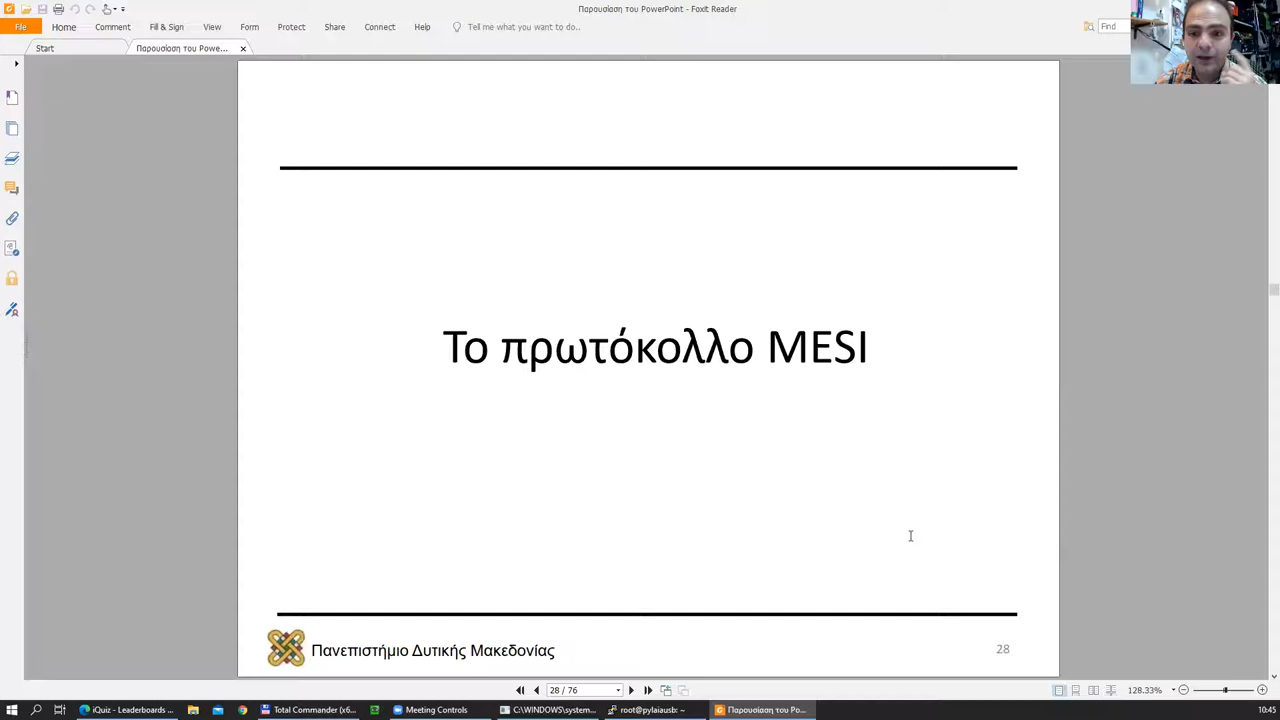 Παρουσίαση του PowerPoint - Foxit Reader
File Home Comment Fill & Sign View Form Protect Share Connect Help Tell me what you want to do.. Find
Start Παρουσίαση του Powe...
Το πρωτόκολλο MESI
Πανεπιστήμιο Δυτικής Μακεδονίας
28
28 / 76
128.33%
iQuiz - Leaderboards ... Total Commander (x6... Meeting Controls C:\WINDOWS\system... root@pylaiausb: ~ Παρουσίαση του Po... 10:45